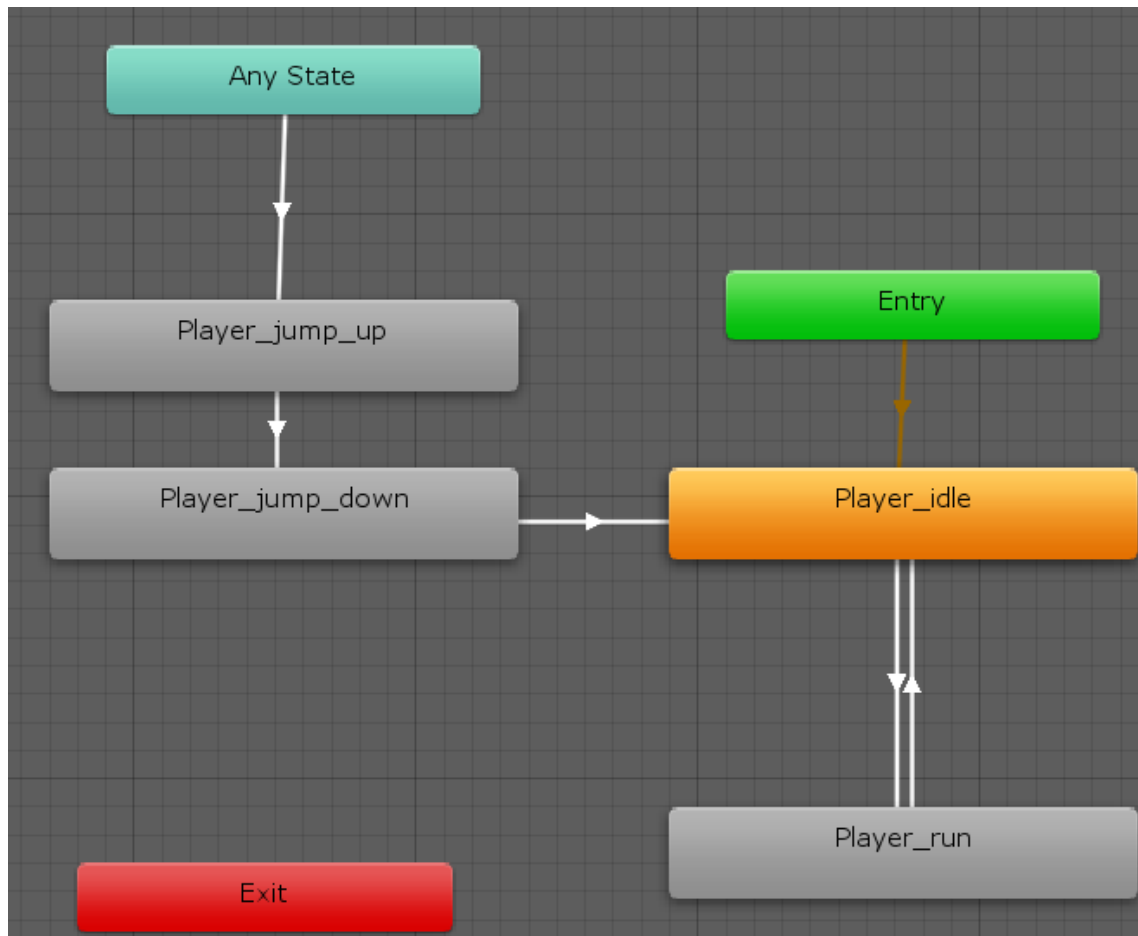 Any State
Entry
Player_jump_up
Player_jump_down
Player_idle
Player_run
Exit